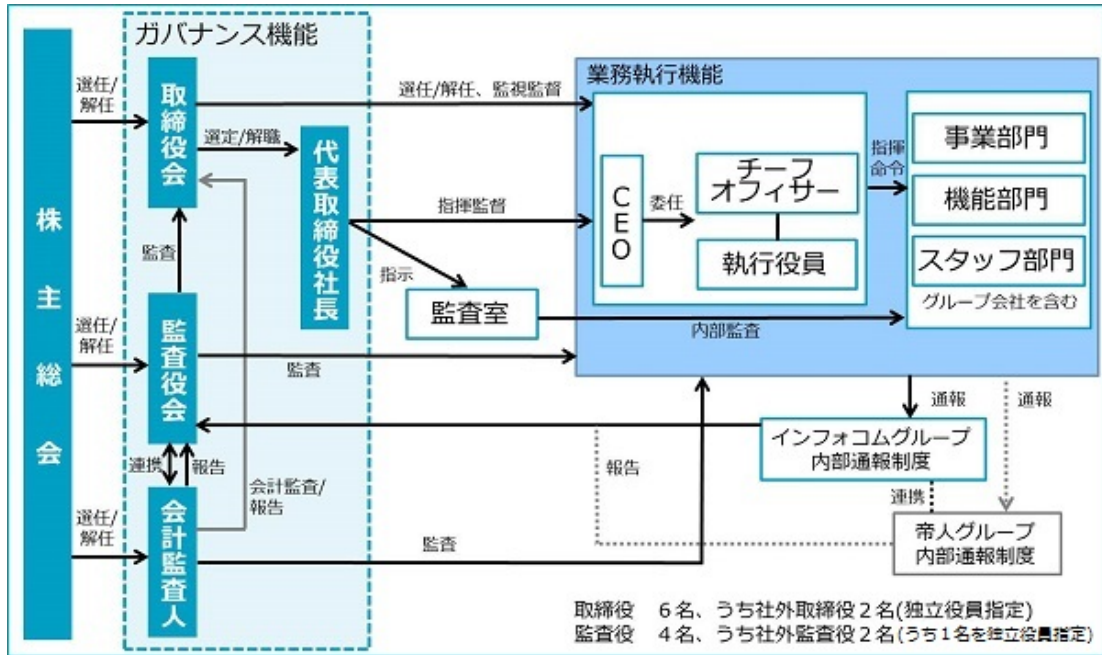 ガバナンス機能
株主総会
選任/
解任
取締役会
選任/解任、監視監督
選定/解職
代表取締役社長
業務執行機能
CEO
委任
チーフ
オフィサー
執行役員
指揮
命令
事業部門
機能部門
スタッフ部門
グループ会社を含む
指揮監督
指示
監査室
内部監査
監査
選任/
解任
監査役会
監査
連携
報告
会計監査/
報告
選任/
解任
会計監査人
監査
通報
通報
インフォコムグループ
内部通報制度
報告
連携
帝人グループ
内部通報制度
取締役 6名、うち社外取締役2名(独立役員指定)
監査役 4名、うち社外監査役2名(うち1名を独立役員指定)